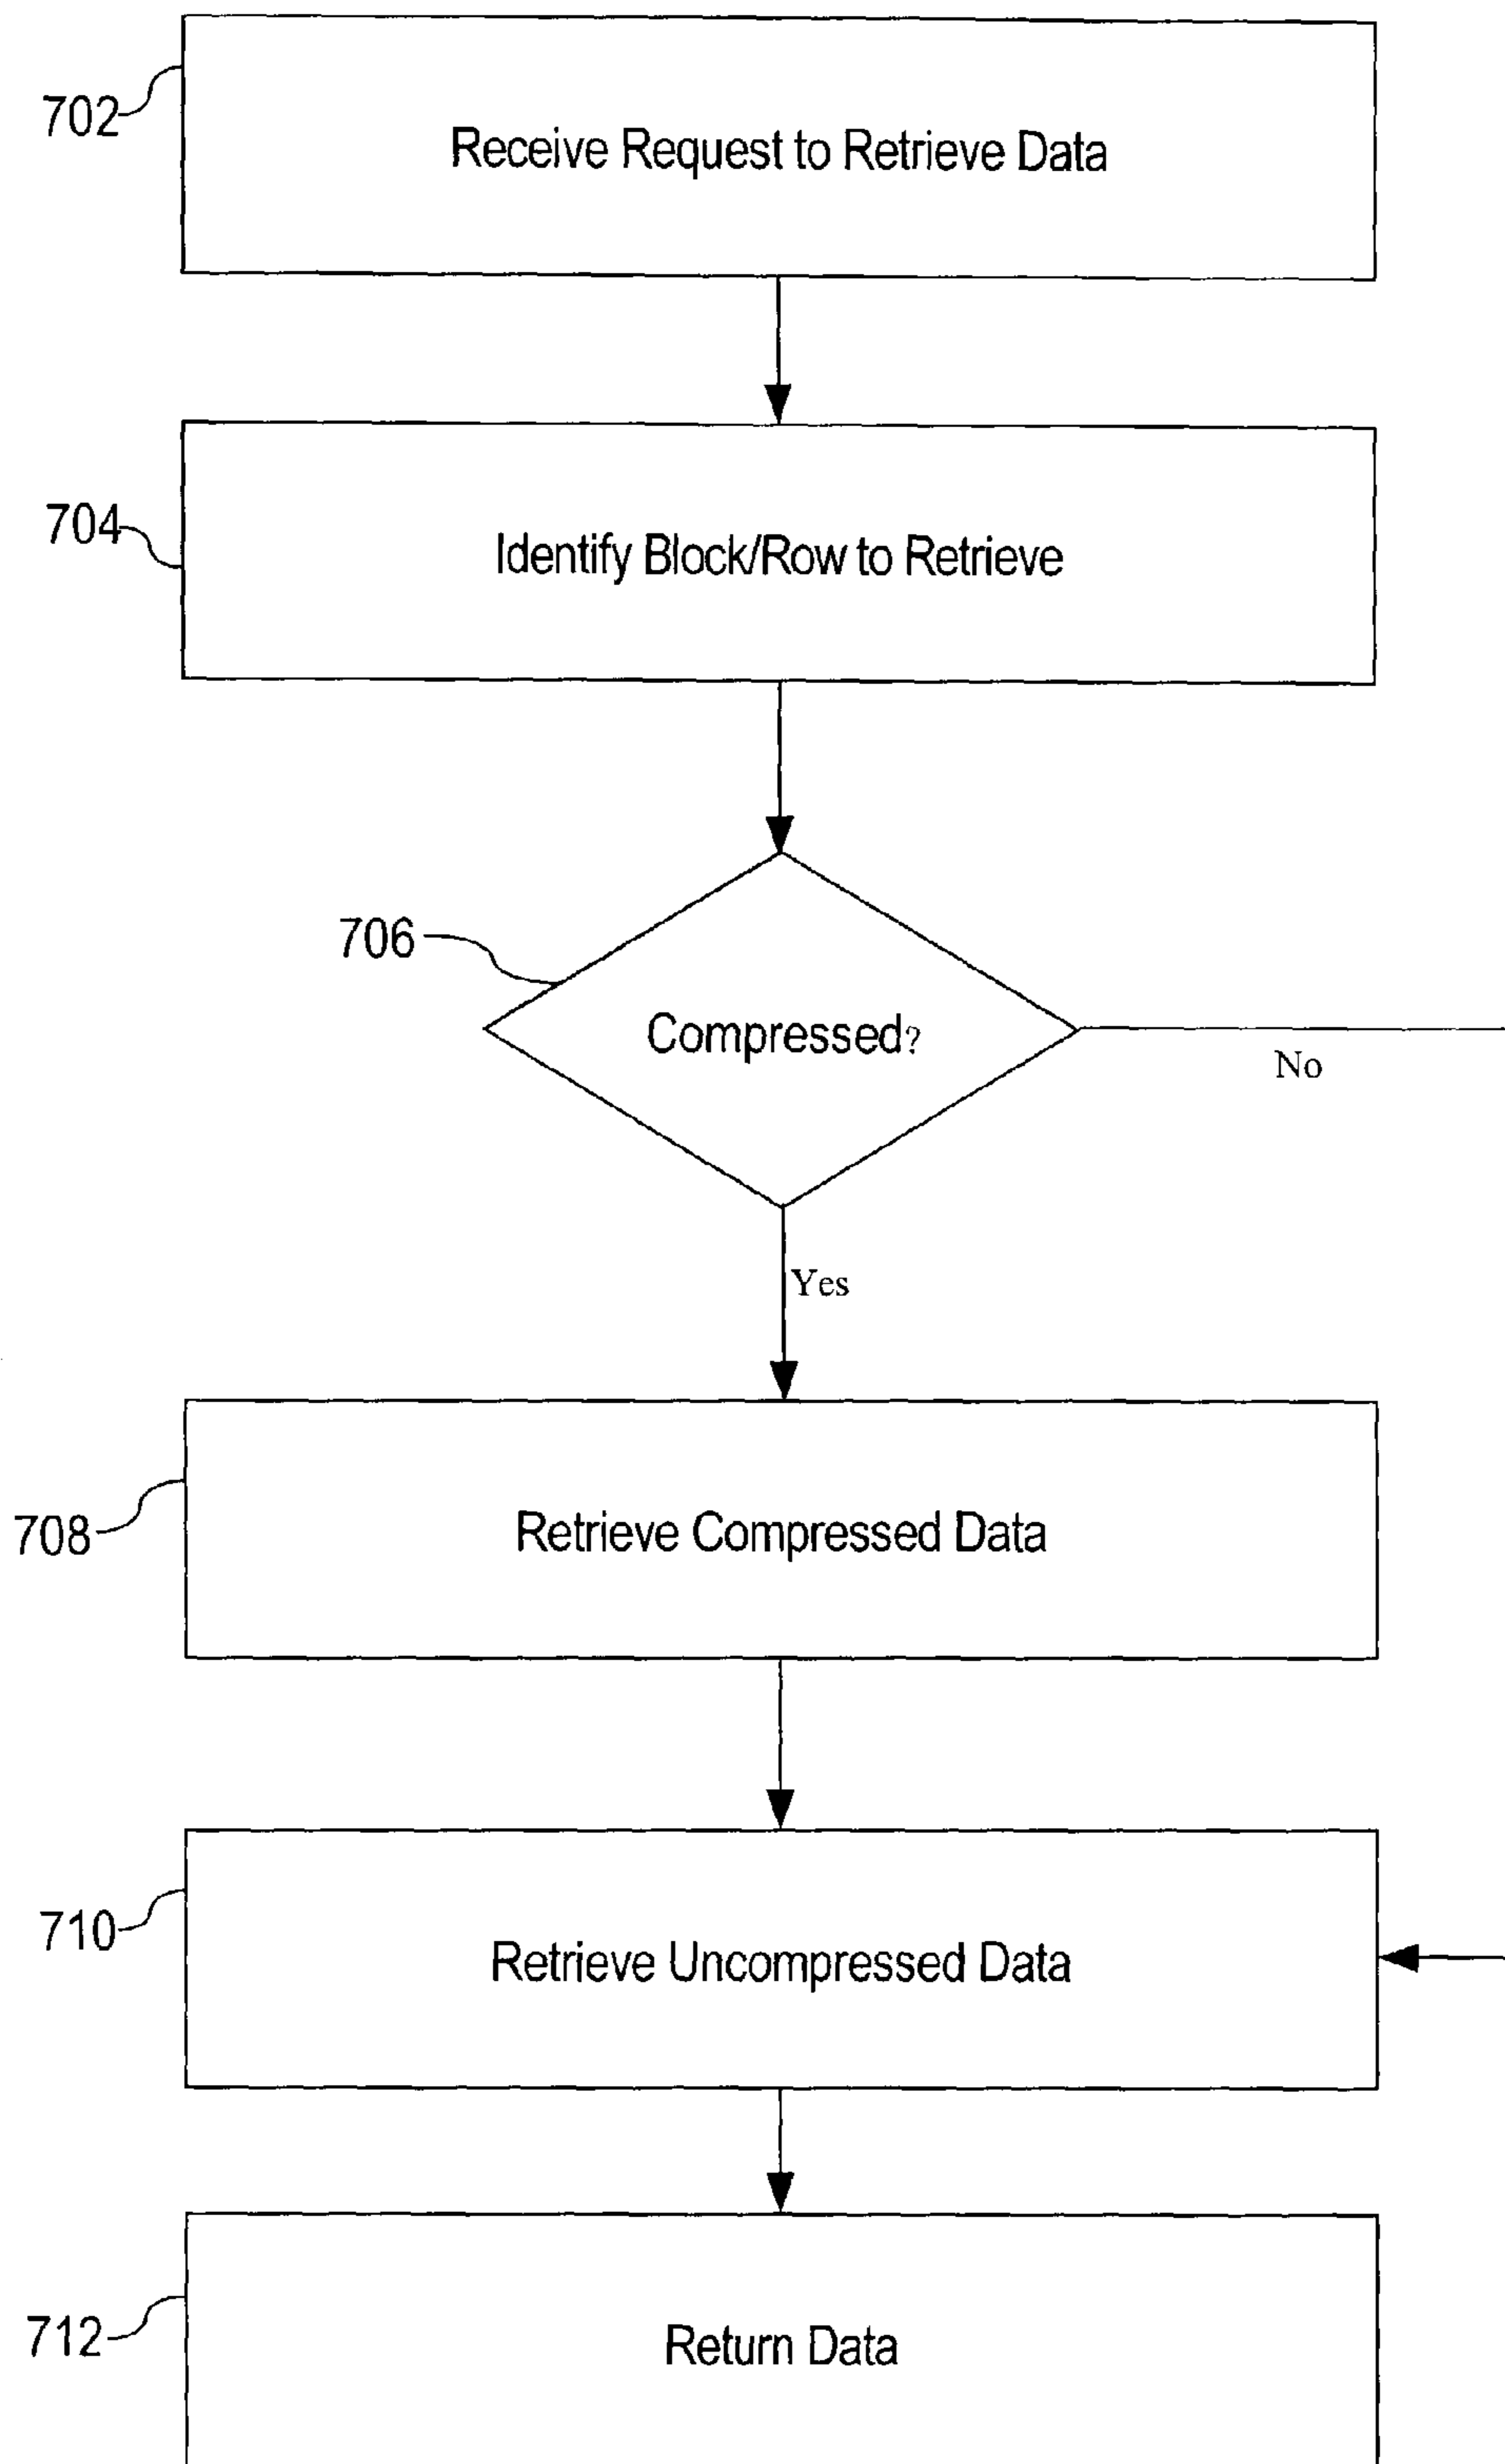 702
Receive Request to Retrieve Data
704
Identify Block/Row to Retrieve
706
Compressed?
No
Yes
708
Retrieve Compressed Data
710
Retrieve Uncompressed Data
712
Return Data